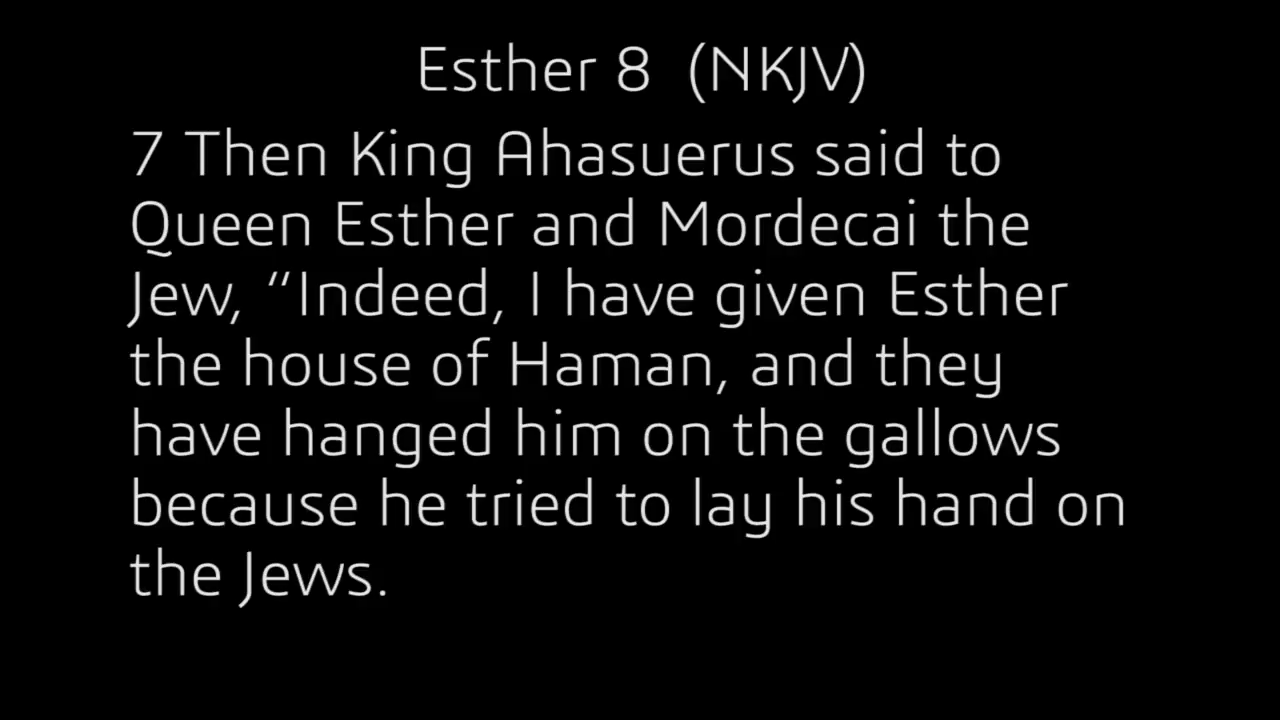 Esther 8 (NKJV)
7 Then King Ahasuerus said to
Queen Esther and Mordecai the
Jew, “Indeed, I have given Esther
the house of Haman, and they
have hanged him on the gallows
because he tried to lay his hand on
the Jews.